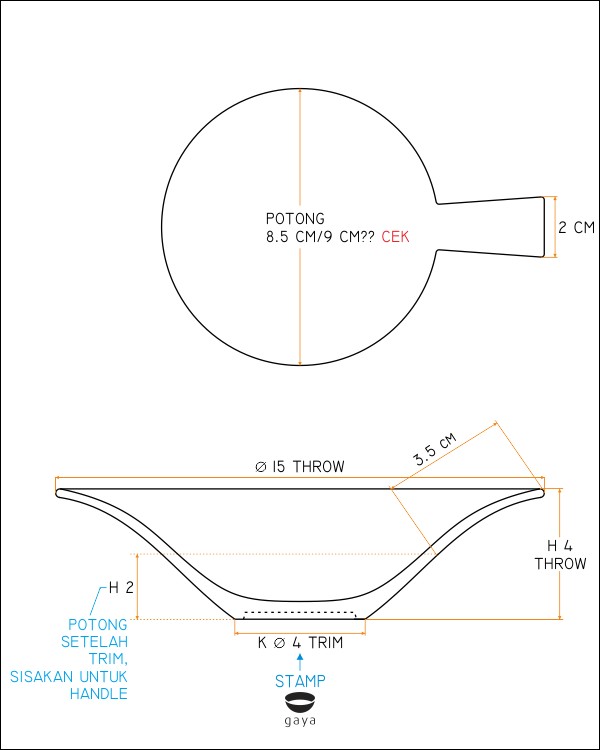 POTONG
8.5 CM/9 CM?? CEK
2 CM
3.5 CM
Ø 15 THROW
H 4
THROW
H 2
POTONG
SETELAH
TRIM,
SISAKAN UNTUK
HANDLE
K Ø 4 TRIM
STAMP
gaya